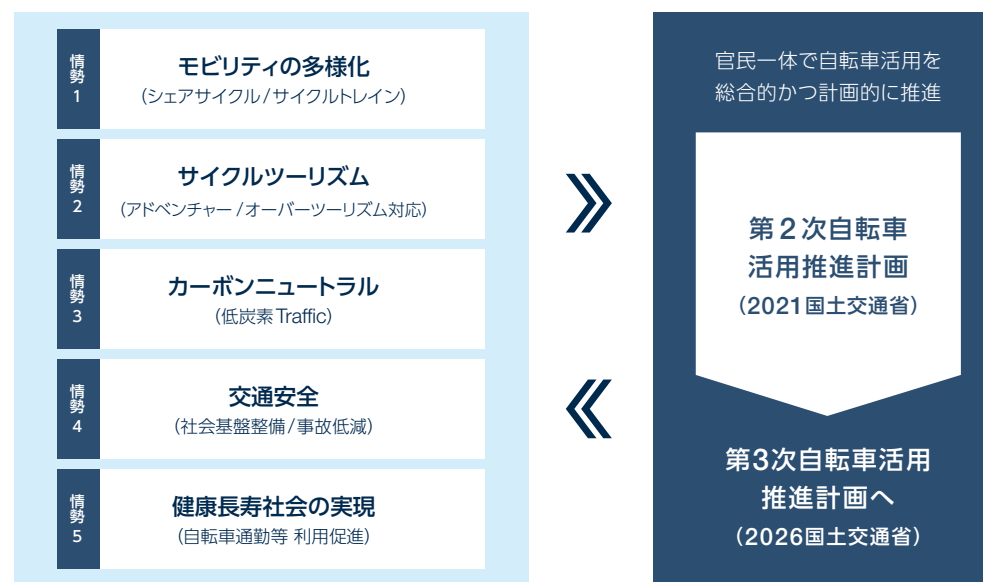 情勢1
モビリティの多様化
（シェアサイクル/サイクルトレイン）
情勢2
サイクルツーリズム
（アドベンチャー/オーバーツーリズム対応）
情勢3
カーボンニュートラル
（低炭素Traffic）
情勢4
交通安全
（社会基盤整備/事故低減）
情勢5
健康長寿社会の実現
（自転車通勤等 利用促進）
官民一体で自転車活用を
総合的かつ計画的に推進
第2次自転車
活用推進計画
（2021国土交通省）
第3次自転車活用
推進計画へ
（2026国土交通省）